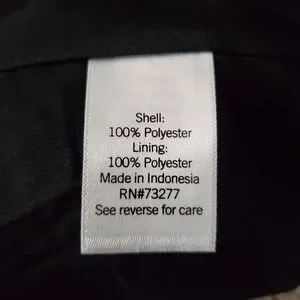 Shell:
100% Polyester
Lining:
100% Polyester
Made in Indonesia
RN#73277
See reverse for care